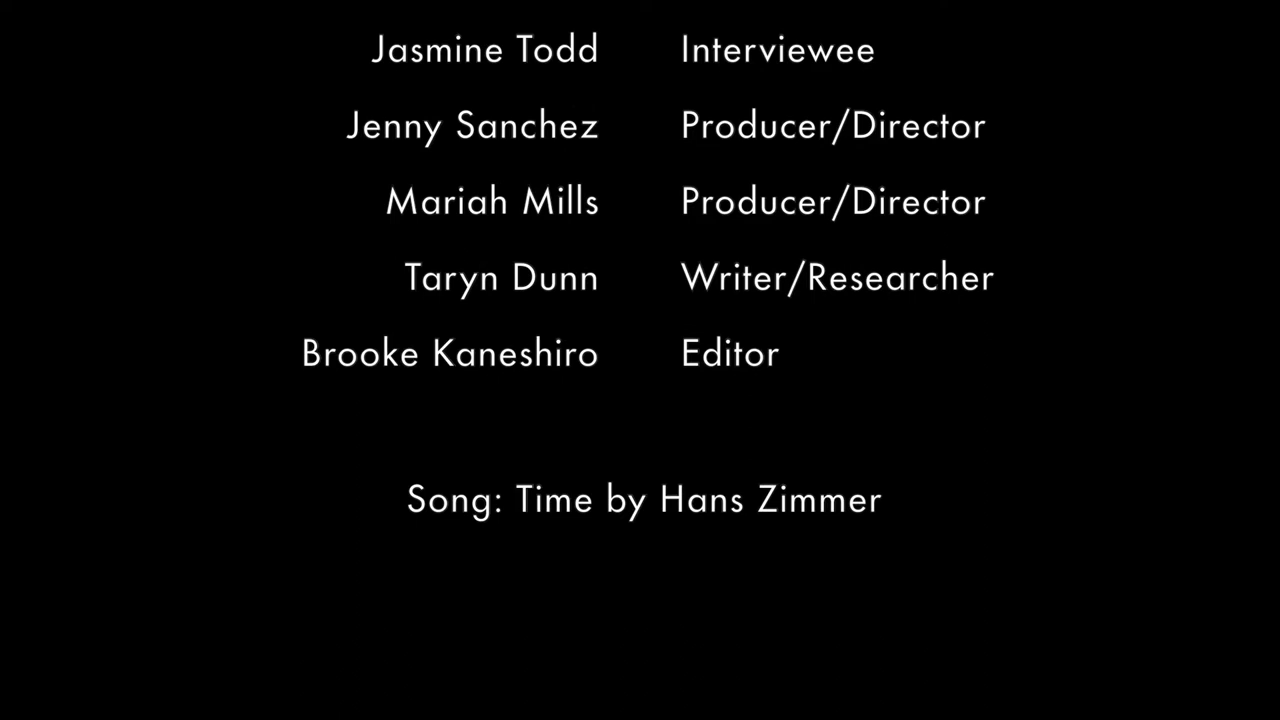 Jasmine Todd Interviewee
Jenny Sanchez Producer/Director
Mariah Mills Producer/Director
Taryn Dunn Writer/Researcher
Brooke Kaneshiro Editor
Song: Time by Hans Zimmer